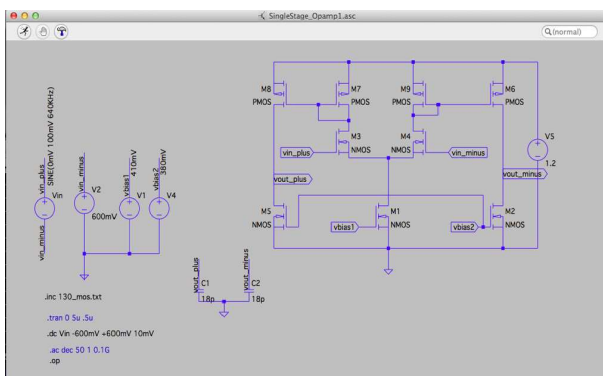 SingleStage_Opamp1.asc
(normal)
M8
PMOS
M7
PMOS
M9
PMOS
M6
PMOS
M3
NMOS
M4
NMOS
vin_plus
vin_minus
V5
1.2
vout_plus
vout_minus
M5
NMOS
M1
NMOS
M2
NMOS
vbias1
vbias2
vin_plus
SINE(0mV 100mV 640KHz)
Vin
vin_minus
vin_minus
V2
600mV
vbias1
410mV
V1
vbias2
380mV
V4
vout_plus
C1
18p
vout_minus
C2
18p
.inc 130_mos.txt
.tran 0 5u .5u
.dc Vin -600mV +600mV 10mV
.ac dec 50 1 0.1G
.op